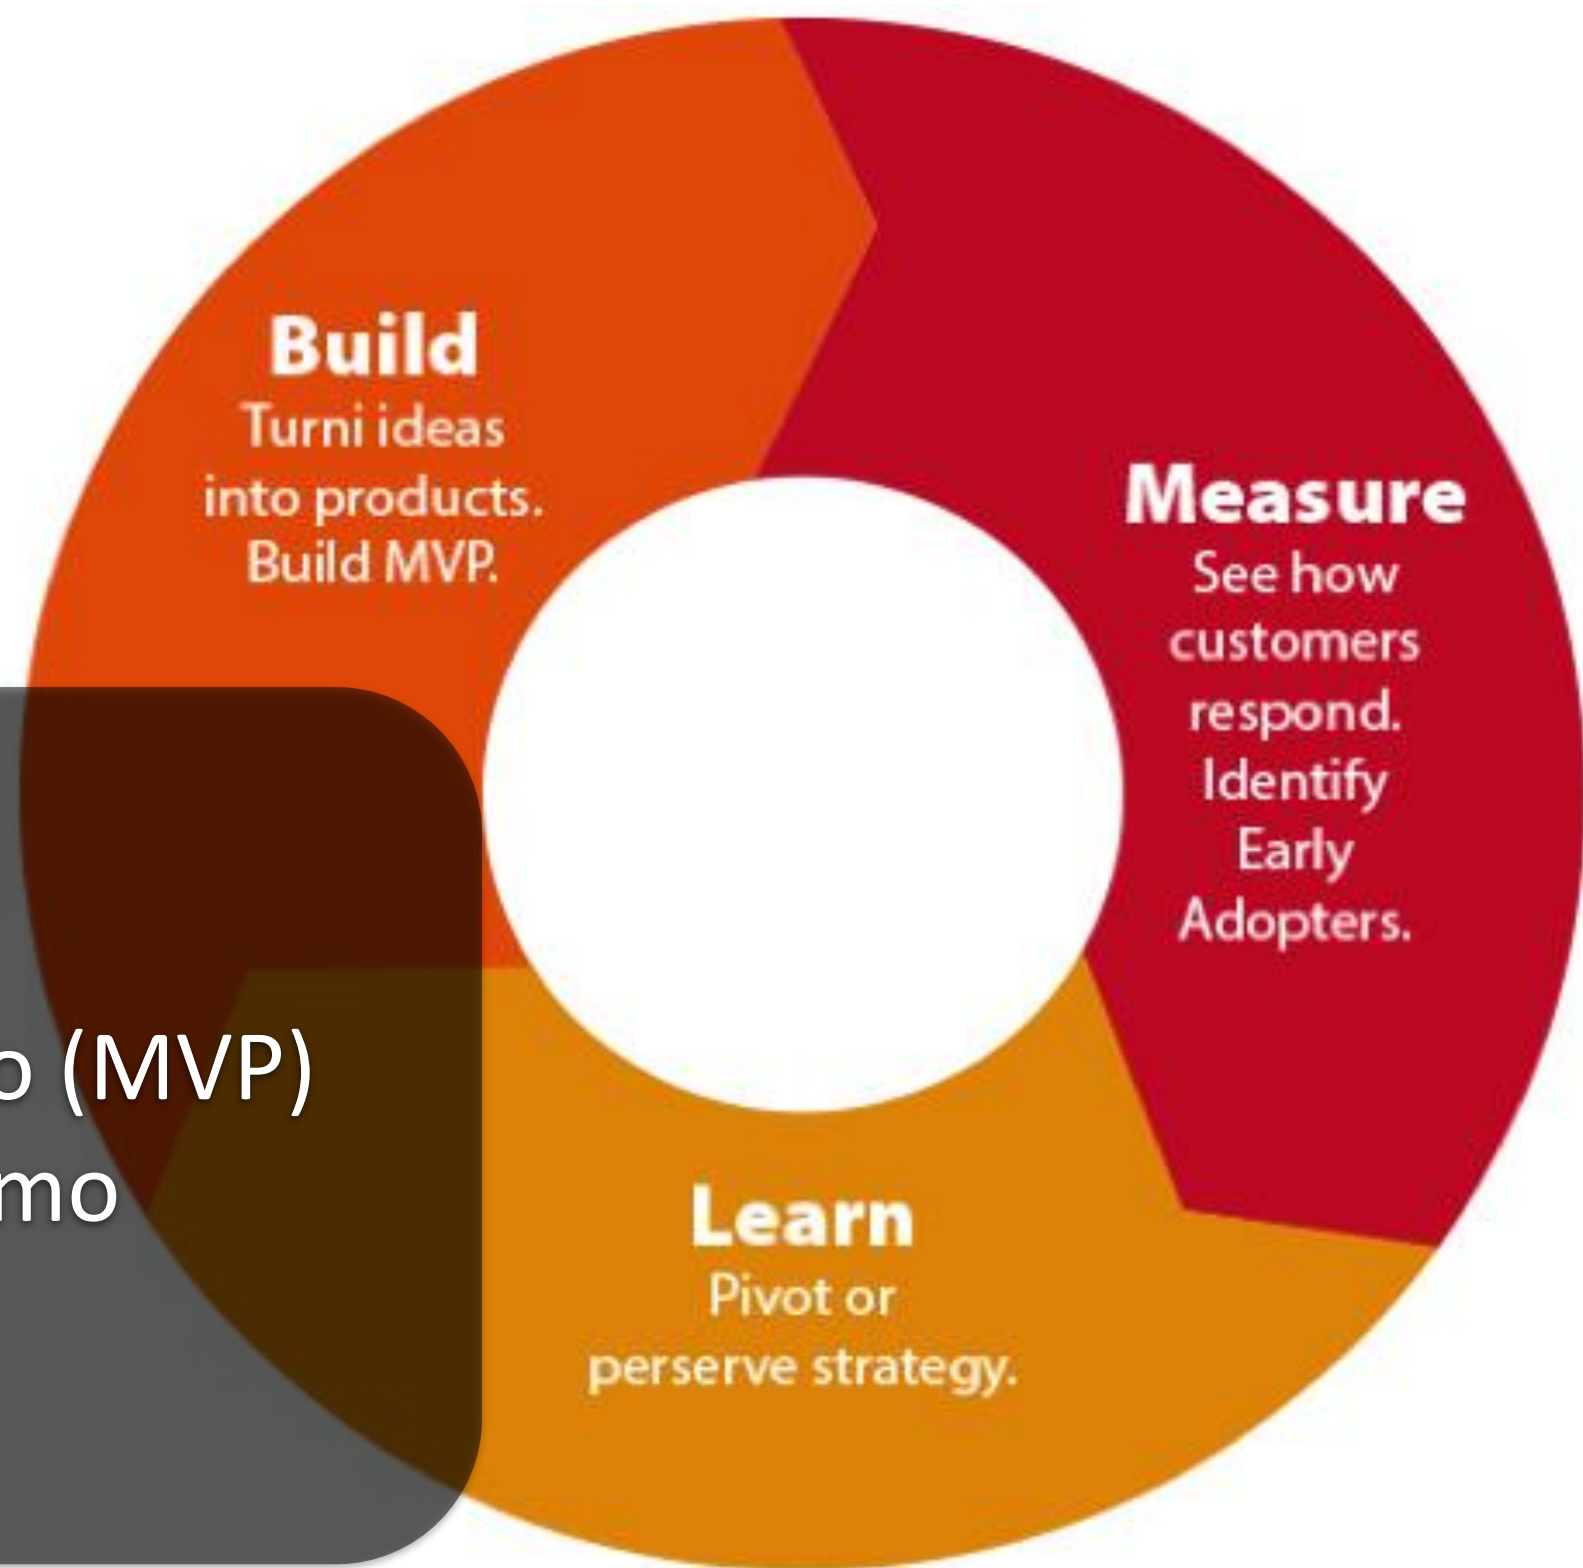 Build
Turni ideas
into products.
Build MVP.
Measure
See how
customers
respond.
Identify
Early
Adopters.
(MVP)
Learn
Pivot or
perserve strategy.